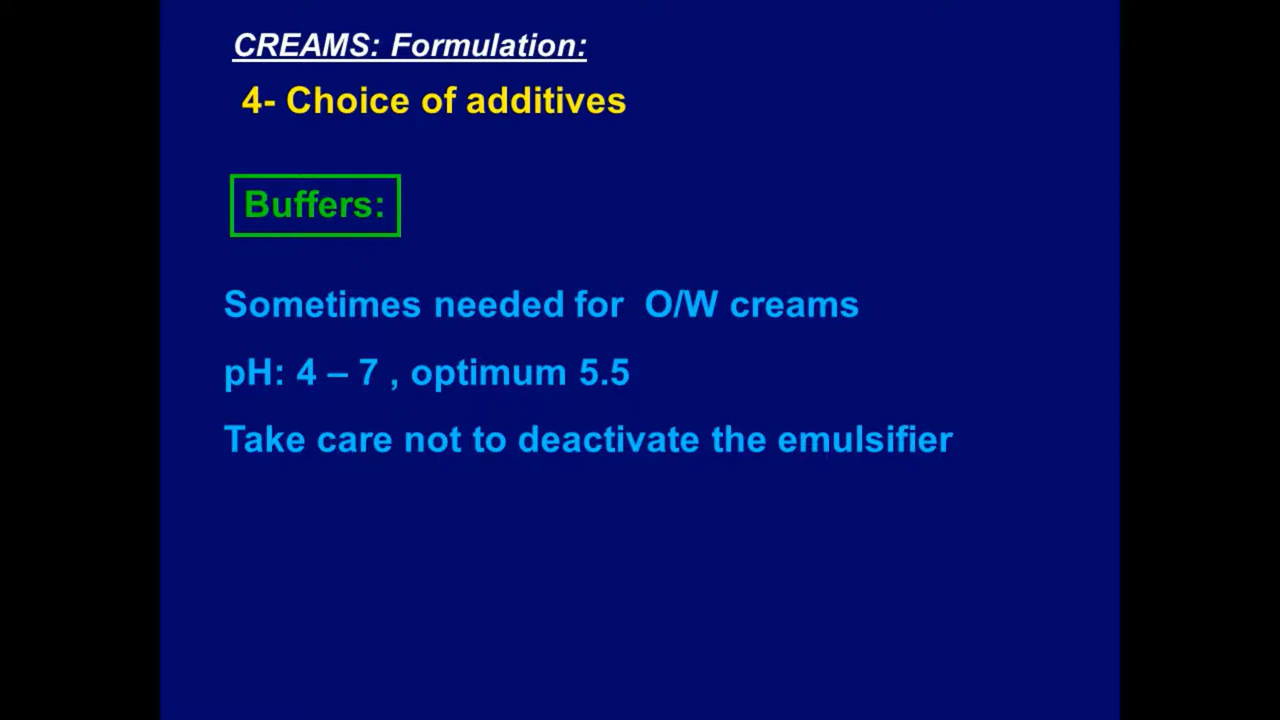 CREAMS: Formulation:
4- Choice of additives
Buffers:
Sometimes needed for  O/W creams
pH: 4 – 7 , optimum 5.5
Take care not to deactivate the emulsifier